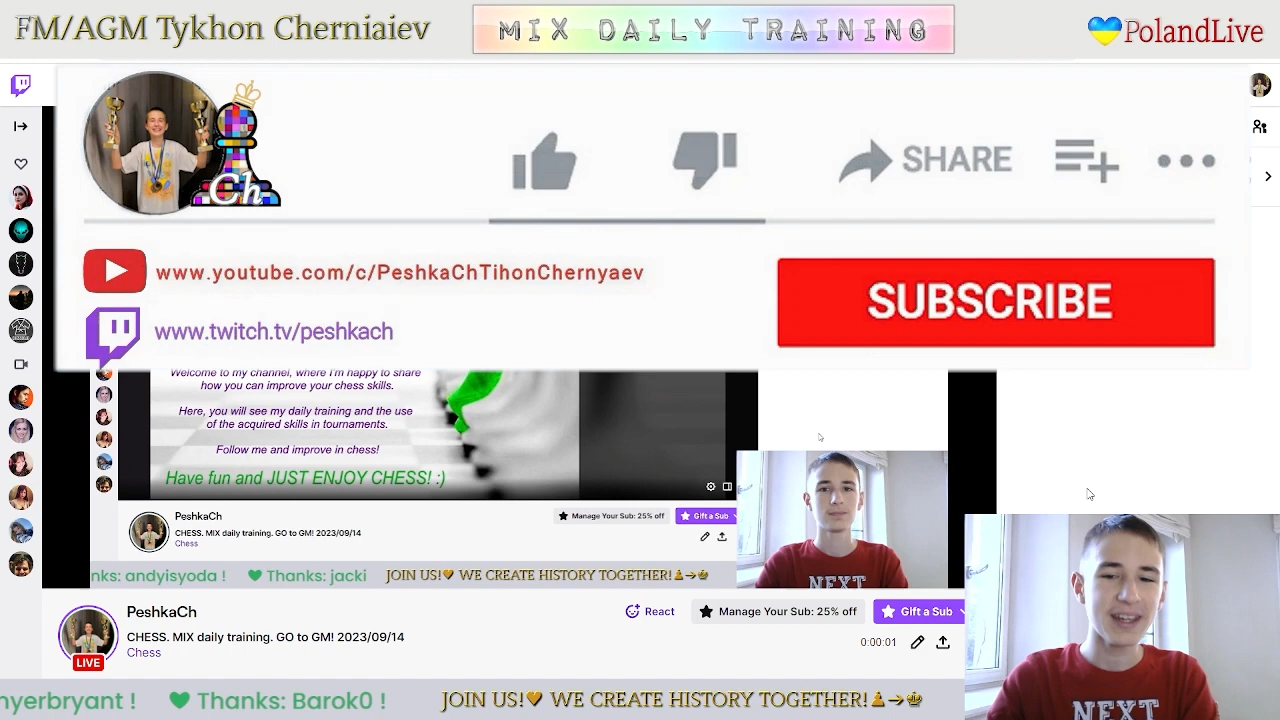 FM/AGM Tykhon Cherniaiev
MIX DAILY TRAINING
PolandLive
Ch
SHARE
www.youtube.com/c/PeshkaChTihonChernyaev
SUBSCRIBE
www.twitch.tv/peshkach
Welcome to my channel, where I'm happy to share
how you can improve your chess skills.
Here, you will see my daily training and the use
of the acquired skills in tournaments.
Follow me and improve in chess!
Have fun and JUST ENJOY CHESS! :)
PeshkaCh
Manage Your Sub: 25% off
Gift a Sub
CHESS. MIX daily training. GO to GM! 2023/09/14
Chess
nks: andyisyoda !
Thanks: jacki
JOIN US! WE CREATE HISTORY TOGETHER!
NEXT
PeshkaCh
React
Manage Your Sub: 25% off
Gift a Sub
CHESS. MIX daily training. GO to GM! 2023/09/14
0:00:01
Chess
LIVE
nyerbryant !
Thanks: Barok0 !
JOIN US! WE CREATE HISTORY TOGETHER!
NEXT